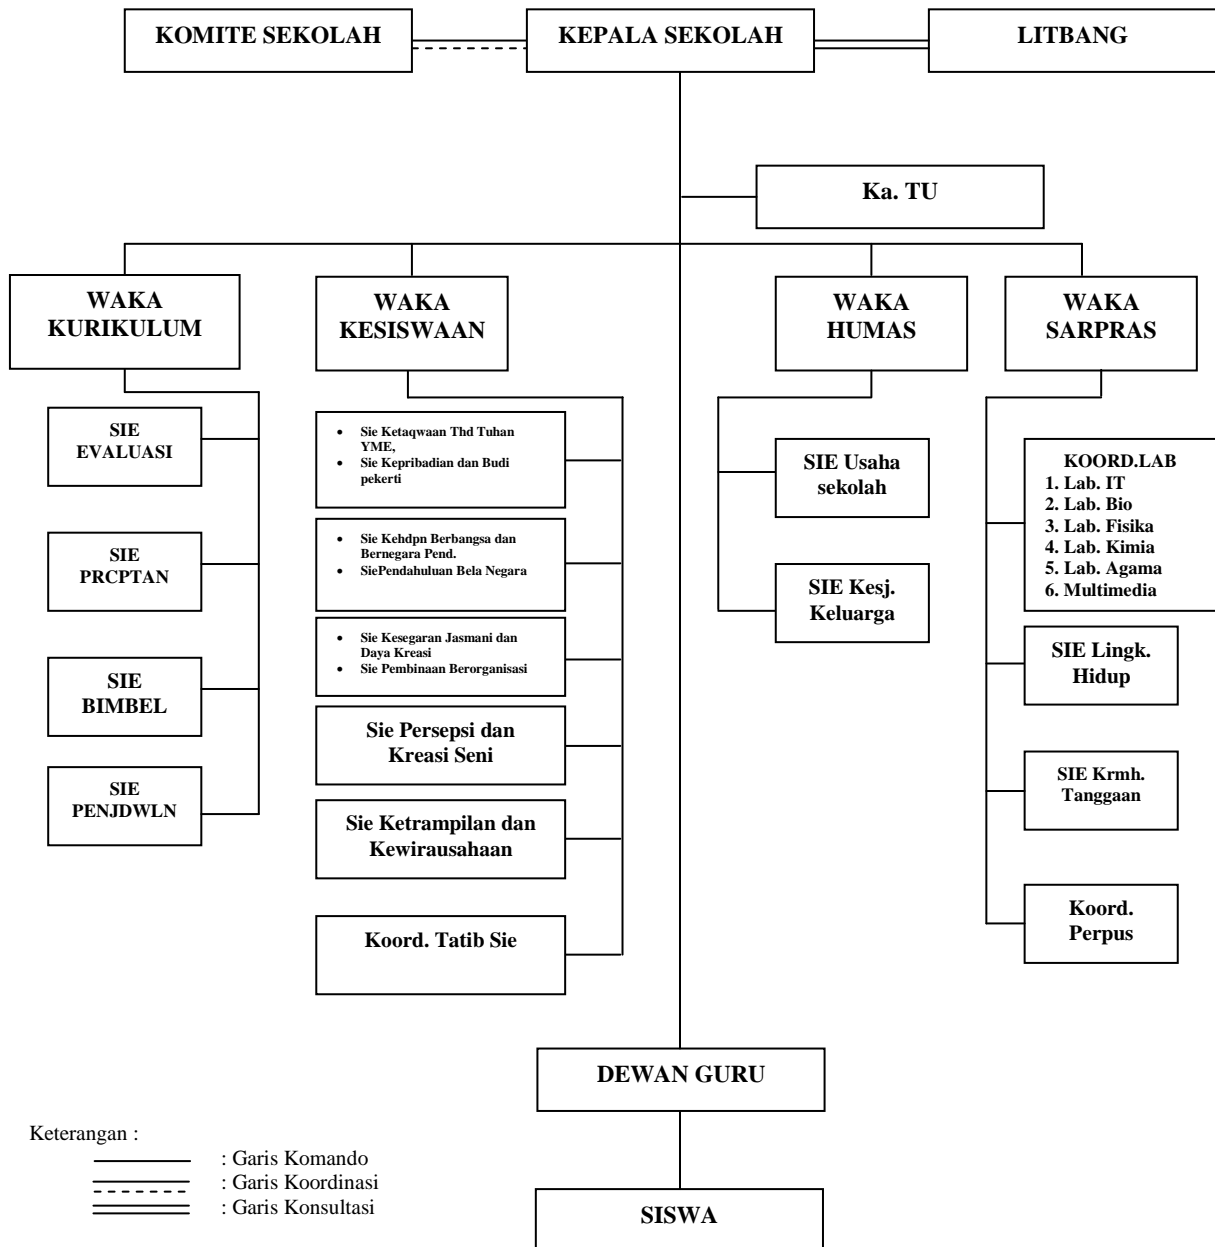 KOMITE SEKOLAH
KEPALA SEKOLAH
LITBANG
Ka. TU
WAKA
KURIKULUM
WAKA
KESISWAAN
WAKA
HUMAS
WAKA
SARPRAS
SIE
EVALUASI
SIE
PRCPTAN
SIE
BIMBEL
SIE
PENJDWLN
• Sie Ketaqwaan Thd Tuhan
YME,
• Sie Kepribadian dan Budi
pekerti
• Sie Kehdpn Berbangsa dan
Bernegara Pend.
• SiePendahuluan Bela Negara
• Sie Kesegaran Jasmani dan
Daya Kreasi
• Sie Pembinaan Berorganisasi
Sie Persepsi dan
Kreasi Seni
Sie Ketrampilan dan
Kewirausahaan
Koord. Tatib Sie
SIE Usaha
sekolah
SIE Kesj.
Keluarga
KOORD.LAB
1. Lab. IT
2. Lab. Bio
3. Lab. Fisika
4. Lab. Kimia
5. Lab. Agama
6. Multimedia
SIE Lingk.
Hidup
SIE Krmh.
Tanggaan
Koord.
Perpus
DEWAN GURU
SISWA
Keterangan :
: Garis Komando
: Garis Koordinasi
: Garis Konsultasi